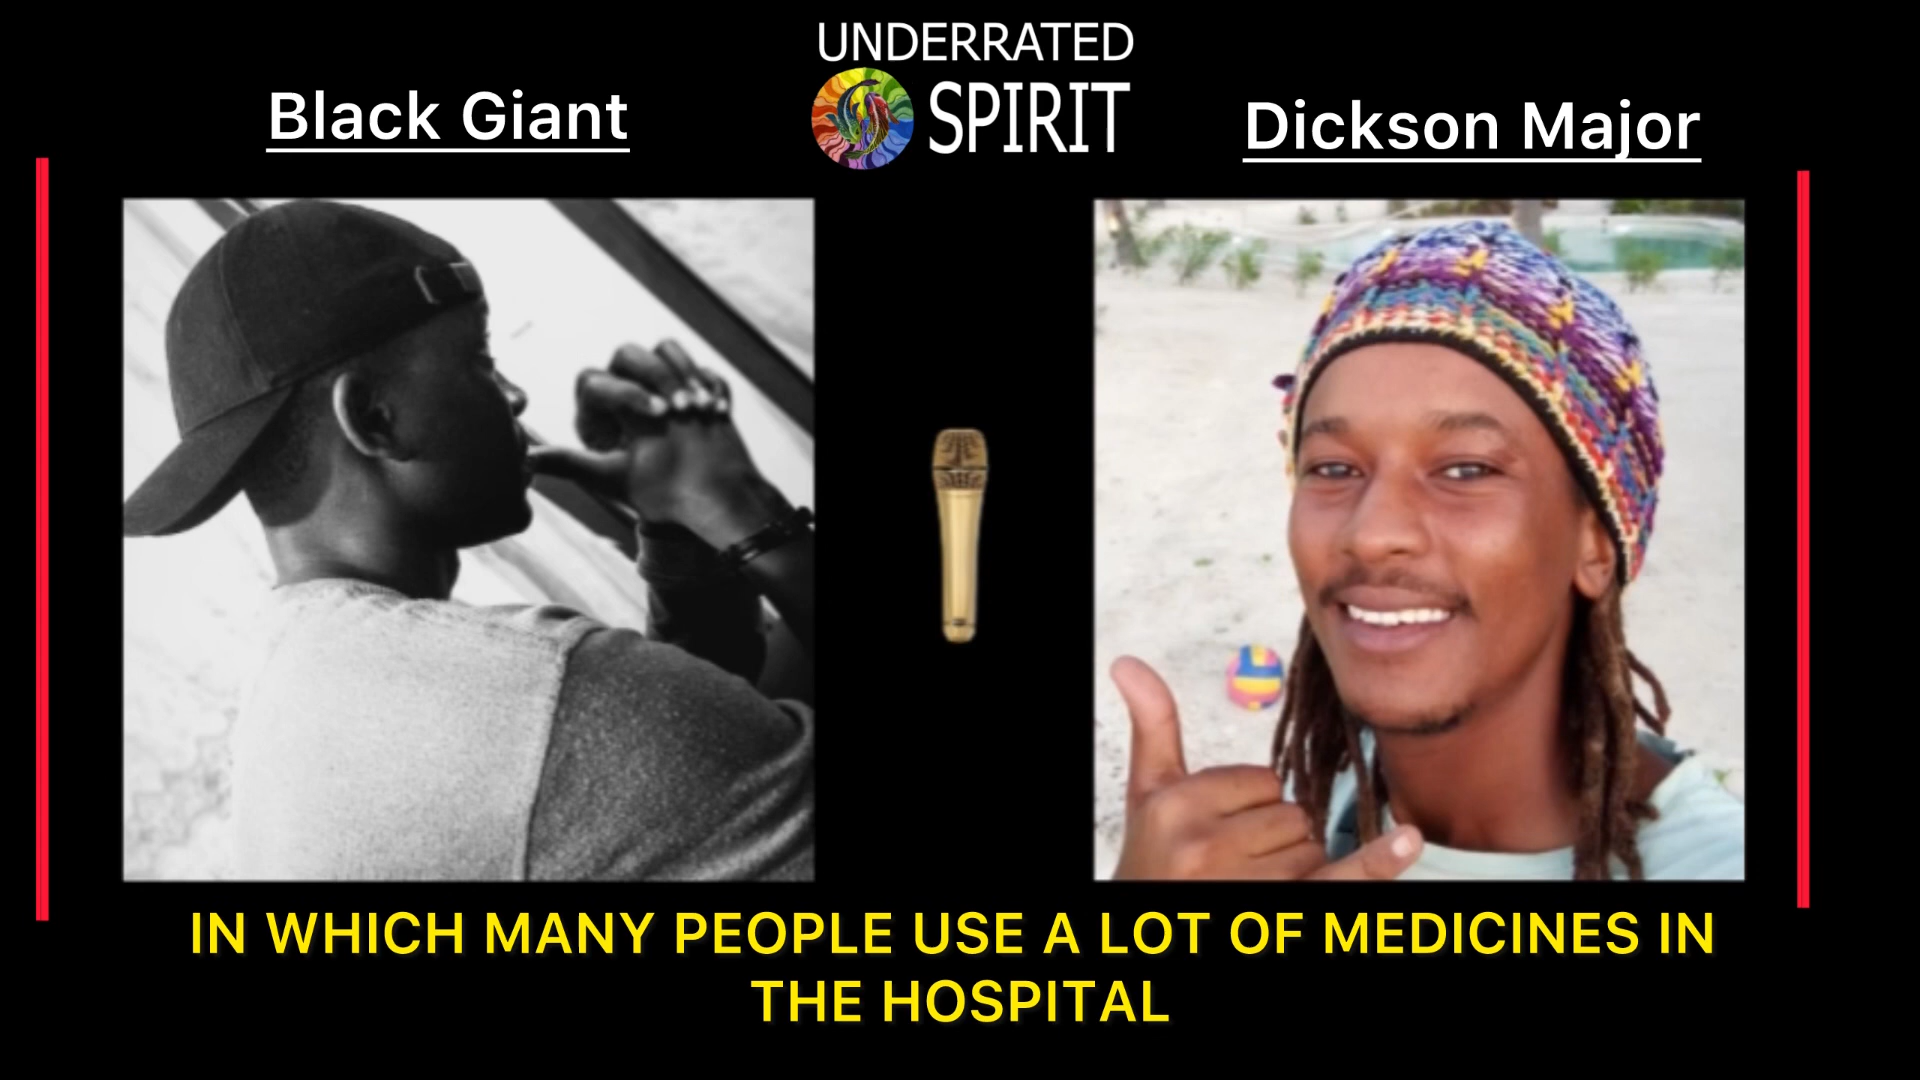 UNDERRATED
SPIRIT
Black Giant
Dickson Major
IN WHICH MANY PEOPLE USE A LOT OF MEDICINES IN
THE HOSPITAL